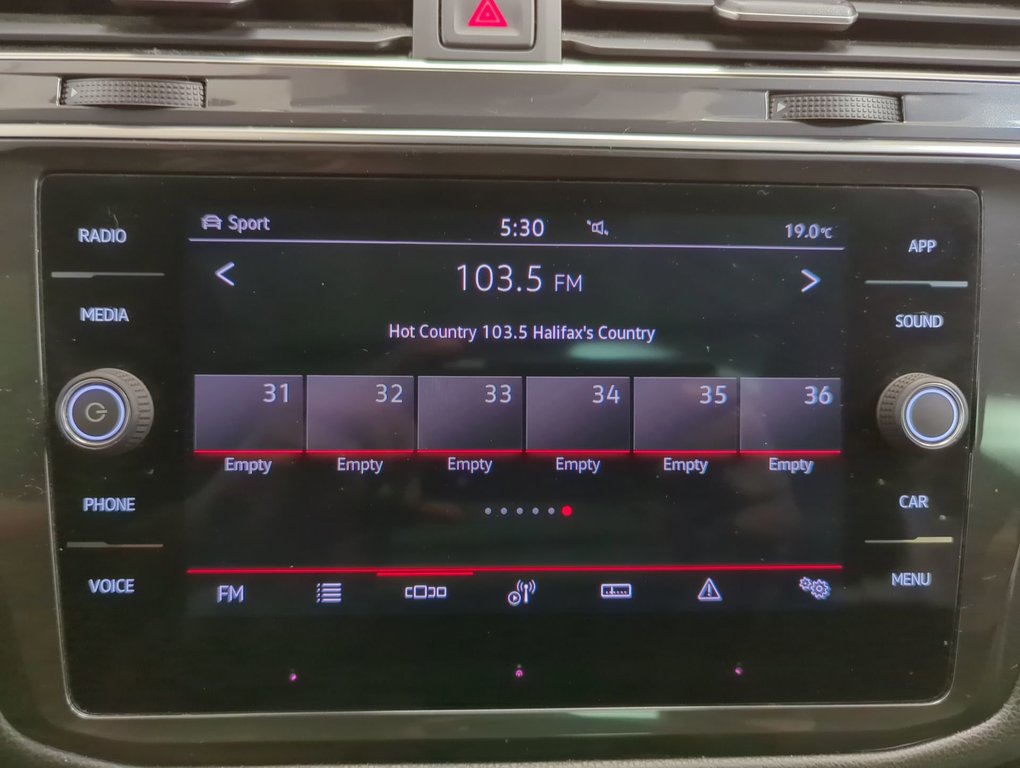 Sport 5:30 19.0°C
RADIO
APP
103.5 FM
MEDIA
SOUND
Hot Country 103.5 Halifax's Country
31 32 33 34 35 36
Empty Empty Empty Empty Empty Empty
PHONE
CAR
VOICE
MENU
FM